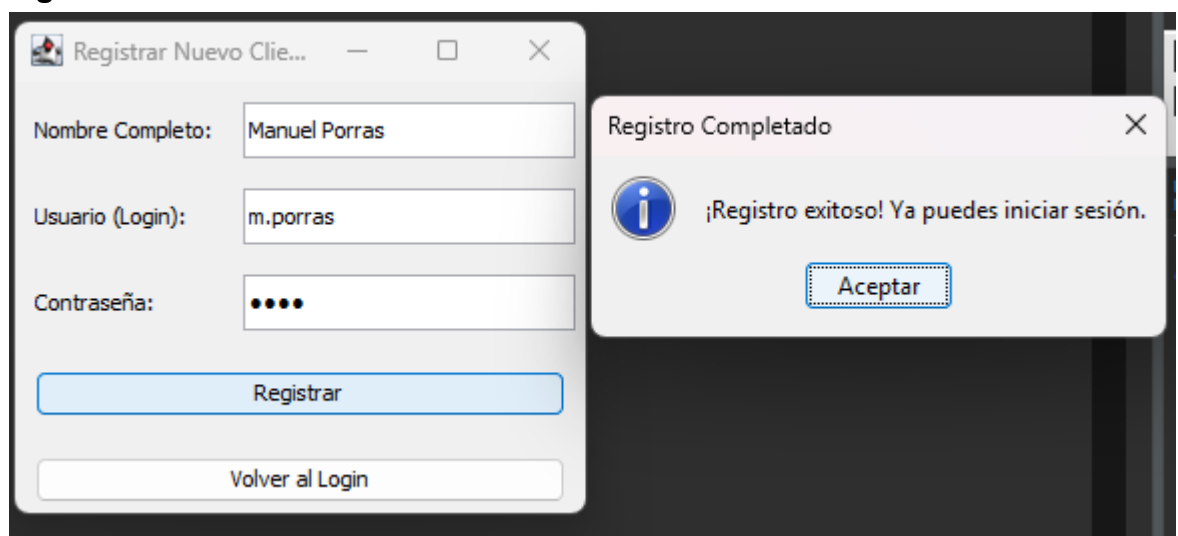 Registrar Nuevo Clie...
Nombre Completo: Manuel Porras
Usuario (Login): m.porras
Contraseña: ••••
Registrar
Volver al Login
Registro Completado
¡Registro exitoso! Ya puedes iniciar sesión.
Aceptar